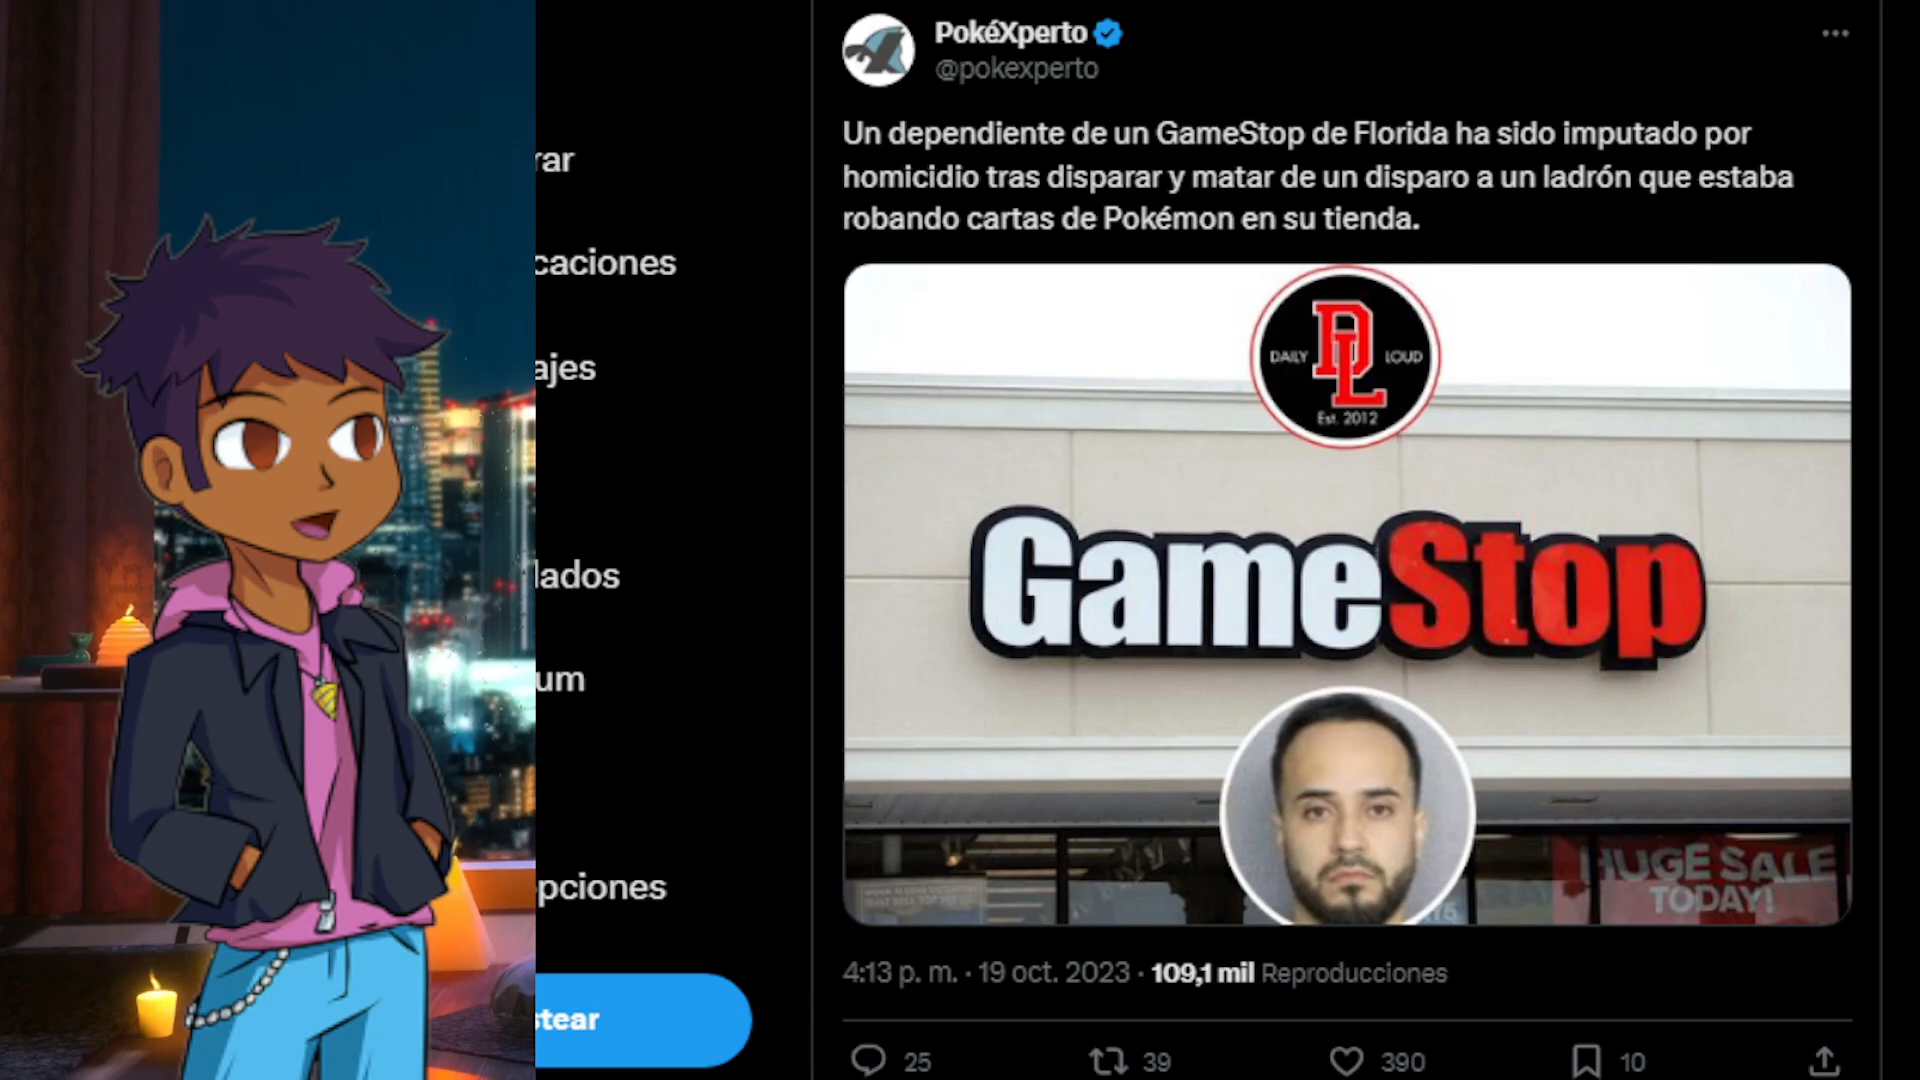 PokéXperto
@pokexperto
Un dependiente de un GameStop de Florida ha sido imputado por
homicidio tras disparar y matar de un disparo a un ladrón que estaba
robando cartas de Pokémon en su tienda.
DAILY DL LOUD
Est. 2012
GameStop
HUGE SALE
TODAY!
4:13 p. m. · 19 oct. 2023 · 109,1 mil Reproducciones
25 39 390 10
rar
caciones
ajes
lados
um
pciones
stear